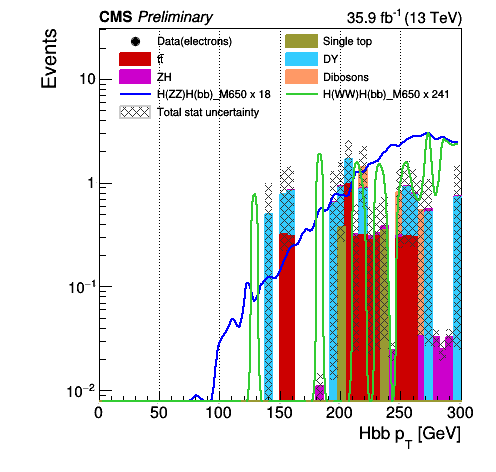 CMS Preliminary 35.9 fb⁻¹ (13 TeV)
Events
Data(electrons) Single top
tt̄ DY
ZH Dibosons
H(ZZ)H(bb)_M650 x 18 H(WW)H(bb)_M650 x 241
Total stat uncertainty
10
1
10⁻¹
10⁻²
0 50 100 150 200 250 300
Hbb p_T [GeV]